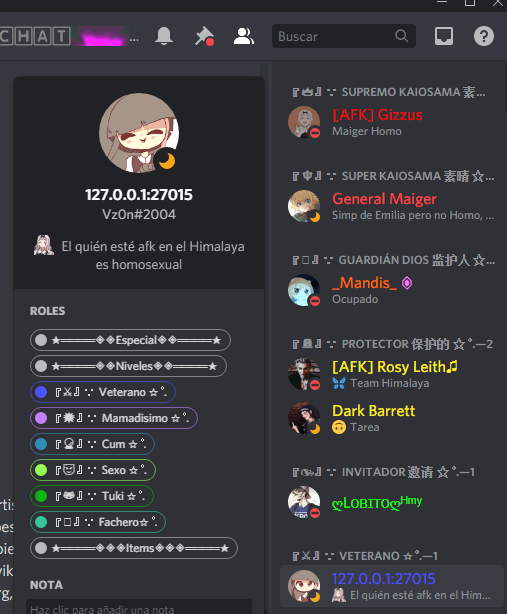 CHAT
...
Buscar
127.0.0.1:27015
Vz0n#2004
El quién esté afk en el Himalaya
es homosexual
ROLES
★═════◈◈Especial◈◈═════★
★═════◈◈Niveles◈◈═════★
『⚔』∵ Veterano ☆ °.
『✸』∵ Mamadisimo ☆ °.
∵ Cum ☆ °.
∵ Sexo ☆ °.
∵ Tuki ☆ °.
『▯』∵ Fachero☆ °.
★═════◈◈◈Items◈◈◈═════★
NOTA
Haz clic para añadir una nota
∵ SUPREMO KAIOSAMA 素...
[AFK] Gizzus
Maiger Homo
∵ SUPER KAIOSAMA 素晴 ☆...
General Maiger
Simp de Emilia pero no Homo, ...
『▯』∵ GUARDIÁN DIOS 监护人 ☆...
_Mandis_
Ocupado
∵ PROTECTOR 保护的 ☆ °.—2
[AFK] Rosy Leith♫
🦋 Team Himalaya
Dark Barrett
🙃 Tarea
∵ INVITADOR 邀请 ☆ °.—1
ღLOBITOღᴴᵐʸ
『⚔』∵ VETERANO ☆ °.—1
127.0.0.1:27015
El quién esté afk en el Him...